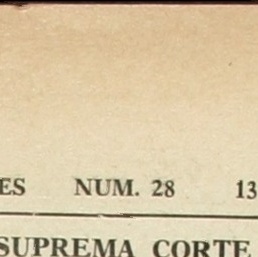 ES NUM. 28 13
SUPREMA CORTE